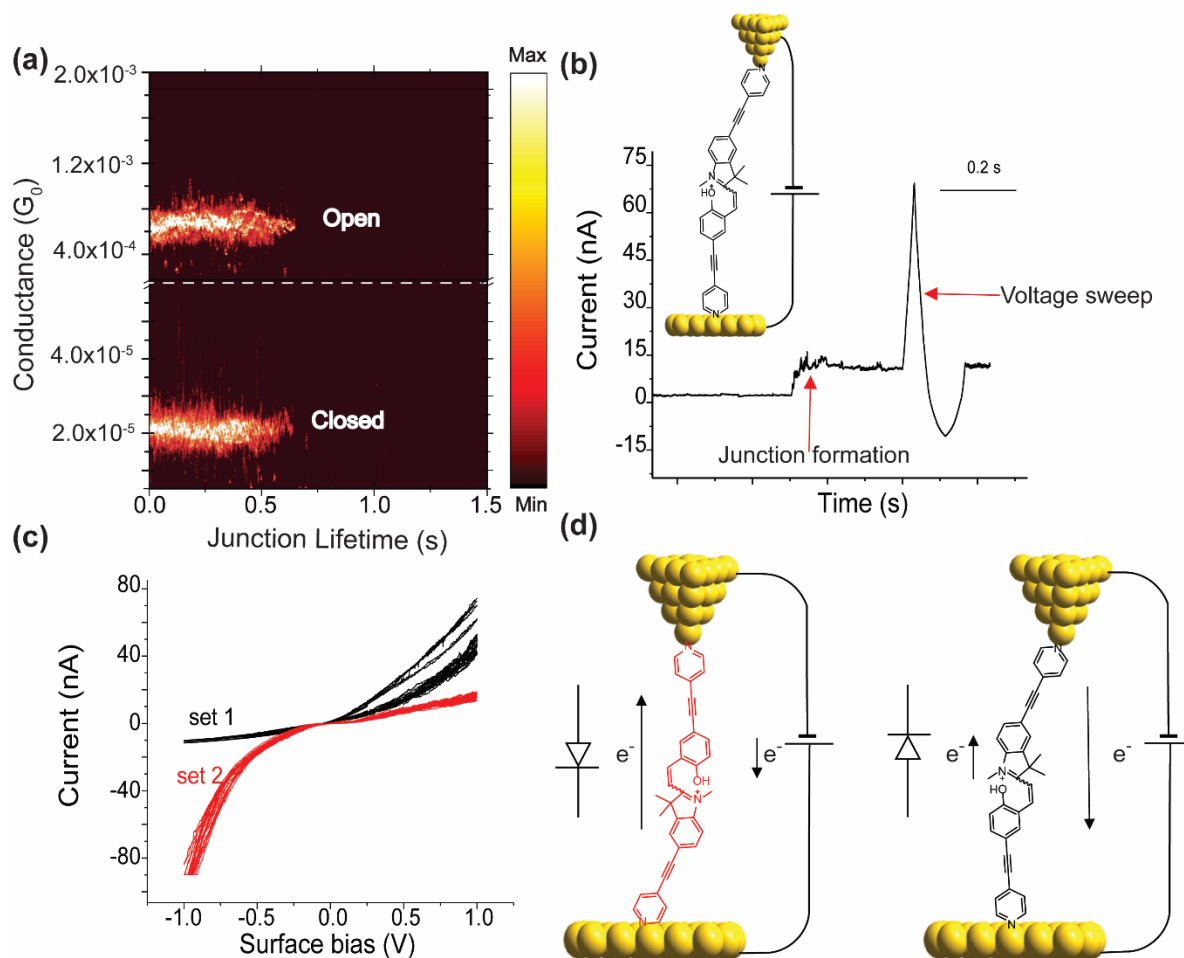 (a)
Max
2.0x10⁻³
1.2x10⁻³
4.0x10⁻⁴
4.0x10⁻⁵
2.0x10⁻⁵
Conductance (G₀)
Open
Closed
Min
0.0 0.5 1.0 1.5
Junction Lifetime (s)
(b)
N
N
+
HO
N
75
60
45
30
15
0
-15
Current (nA)
0.2 s
Voltage sweep
Junction formation
Time (s)
(c)
80
40
0
-40
-80
Current (nA)
set 1
set 2
-1.0 -0.5 0.0 0.5 1.0
Surface bias (V)
(d)
N
e⁻
e⁻
OH
N
+
N
N
e⁻
e⁻
N
+
HO
N